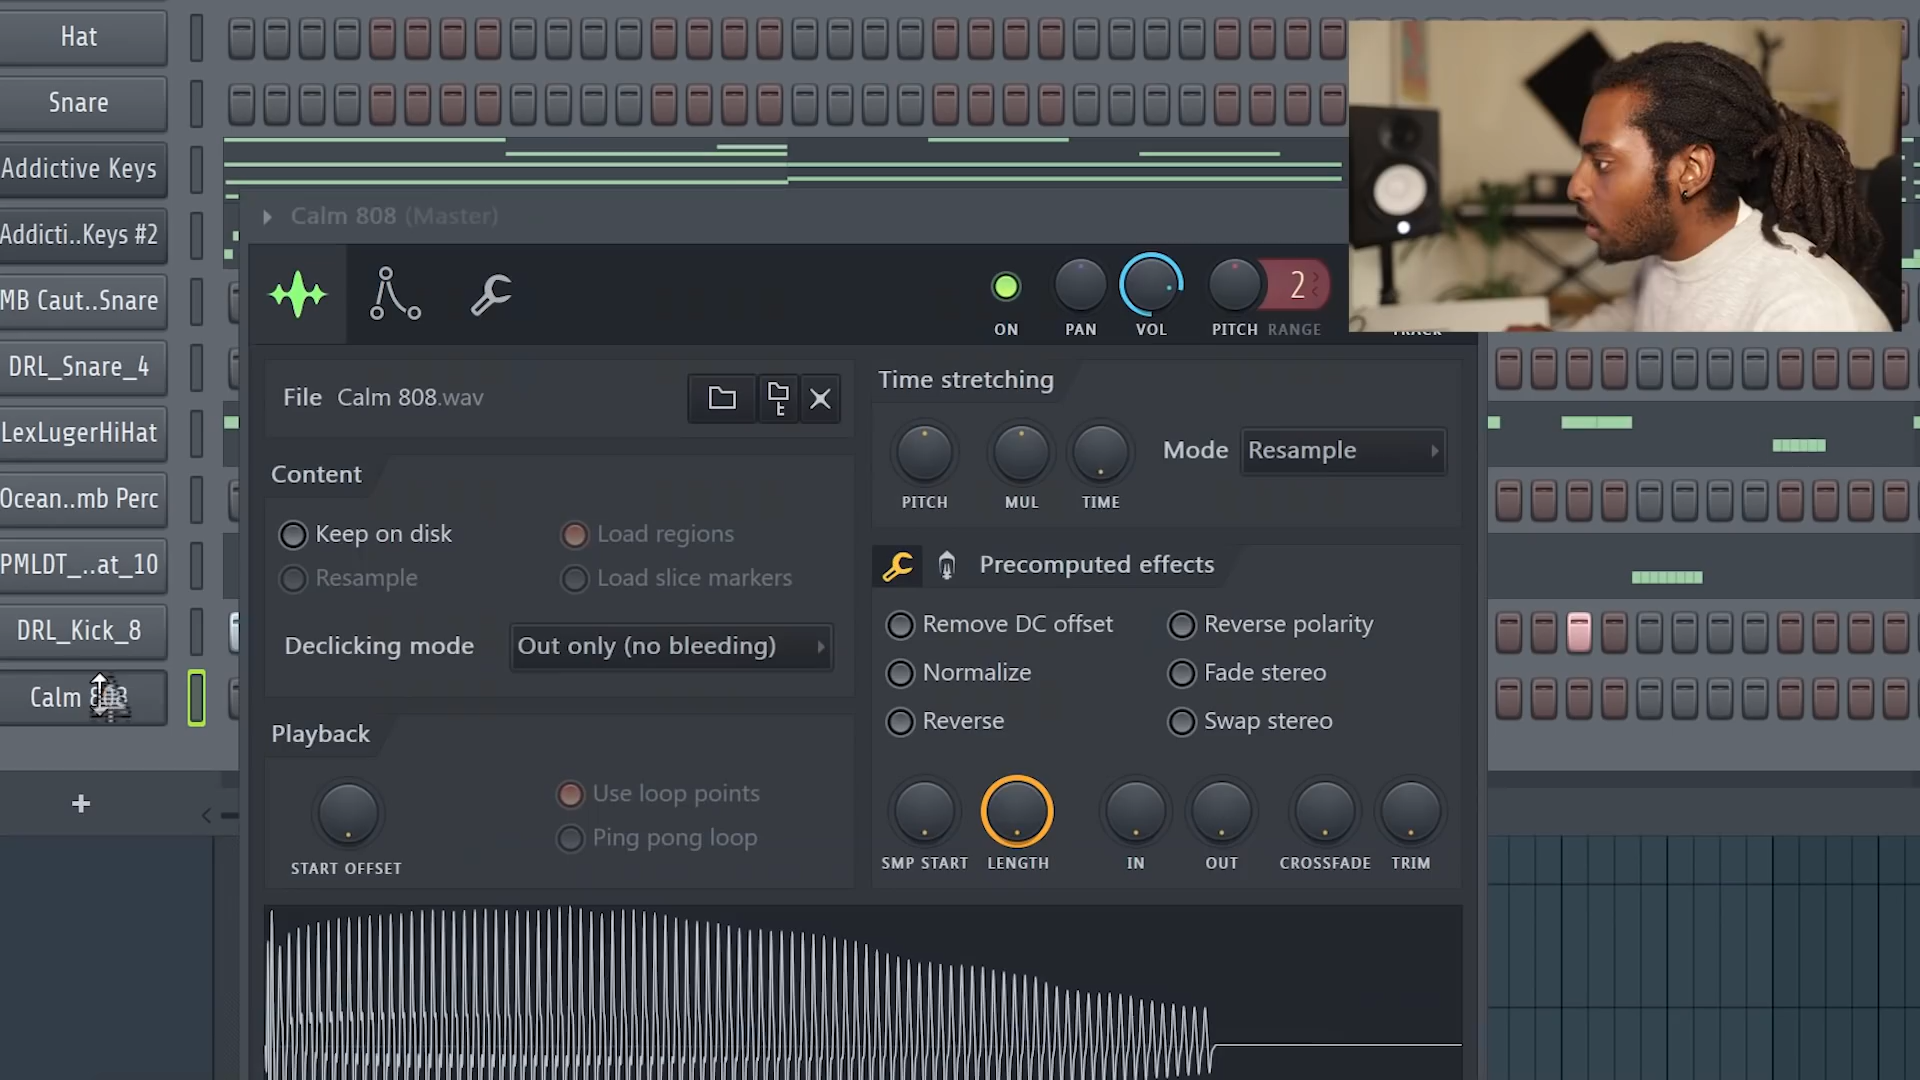 Hat
Snare
Addictive Keys
Addicti..Keys #2
MB Caut..Snare
DRL_Snare_4
LexLugerHiHat
Ocean..mb Perc
PMLDT_..at_10
DRL_Kick_8
Calm 808
+
Calm 808 (Master)
ON
PAN
VOL
PITCH
RANGE
2
TRACK
File Calm 808.wav
Content
Keep on disk
Load regions
Resample
Load slice markers
Declicking mode
Out only (no bleeding)
Playback
START OFFSET
Use loop points
Ping pong loop
Time stretching
PITCH
MUL
TIME
Mode
Resample
Precomputed effects
Remove DC offset
Reverse polarity
Normalize
Fade stereo
Reverse
Swap stereo
SMP START
LENGTH
IN
OUT
CROSSFADE
TRIM